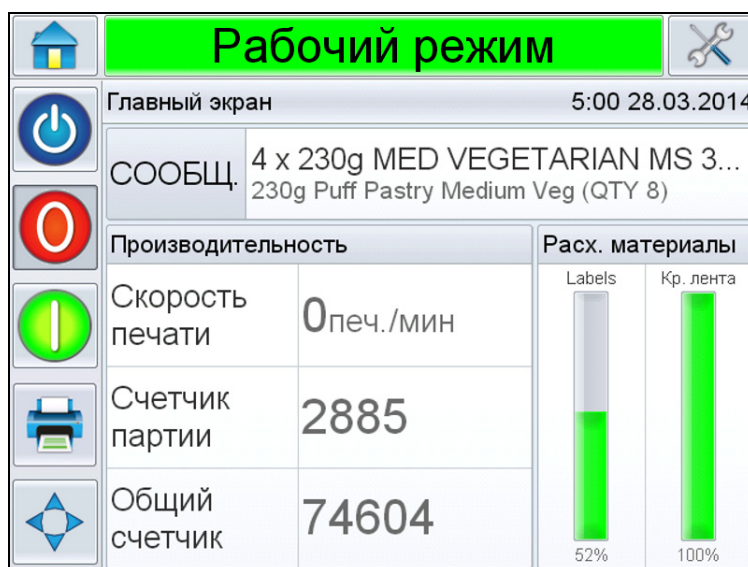 Рабочий режим
Главный экран 5:00 28.03.2014
СООБЩ. 4 x 230g MED VEGETARIAN MS 3...
230g Puff Pastry Medium Veg (QTY 8)
Производительность
Расх. материалы
Скорость
печати
0печ./мин
Счетчик
партии
2885
Общий
счетчик
74604
Labels
Кр. лента
52%
100%